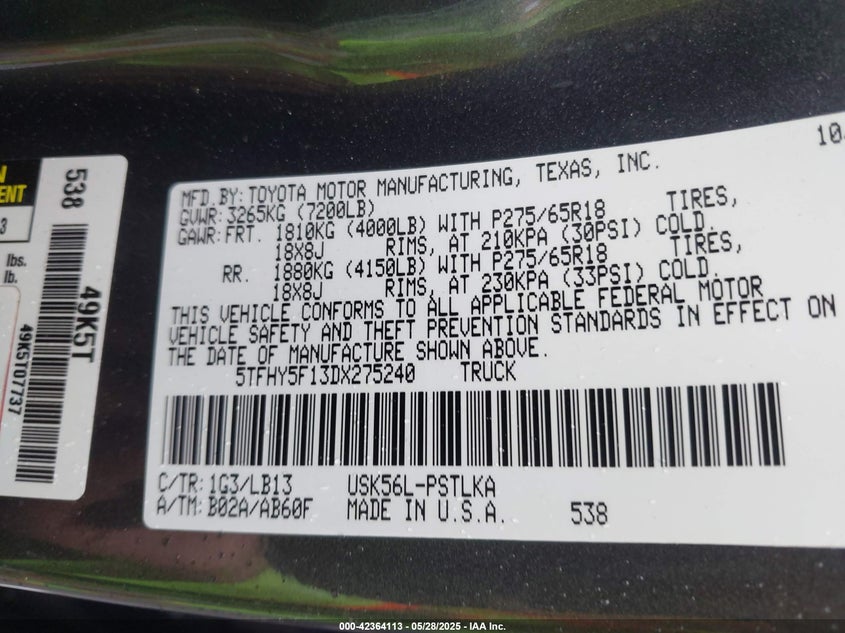 N
ENT
3
lbs.
lb.
538
49K5T
49K5T07737
10
MFD.BY: TOYOTA MOTOR MANUFACTURING, TEXAS, INC.
GVWR: 3265KG (7200LB)
GAWR: FRT. 1810KG (4000LB) WITH P275/65R18 TIRES,
18X8J RIMS, AT 210KPA (30PSI) COLD.
RR. 1880KG (4150LB) WITH P275/65R18 TIRES,
18X8J RIMS, AT 230KPA (33PSI) COLD.
THIS VEHICLE CONFORMS TO ALL APPLICABLE FEDERAL MOTOR
VEHICLE SAFETY AND THEFT PREVENTION STANDARDS IN EFFECT ON
THE DATE OF MANUFACTURE SHOWN ABOVE.
5TFHY5F13DX275240 TRUCK
C/TR: 1G3/LB13 USK56L-PSTLKA
A/TM: B02A/AB60F MADE IN U.S.A. 538
000-42364113 - 05/28/2025 - IAA Inc.